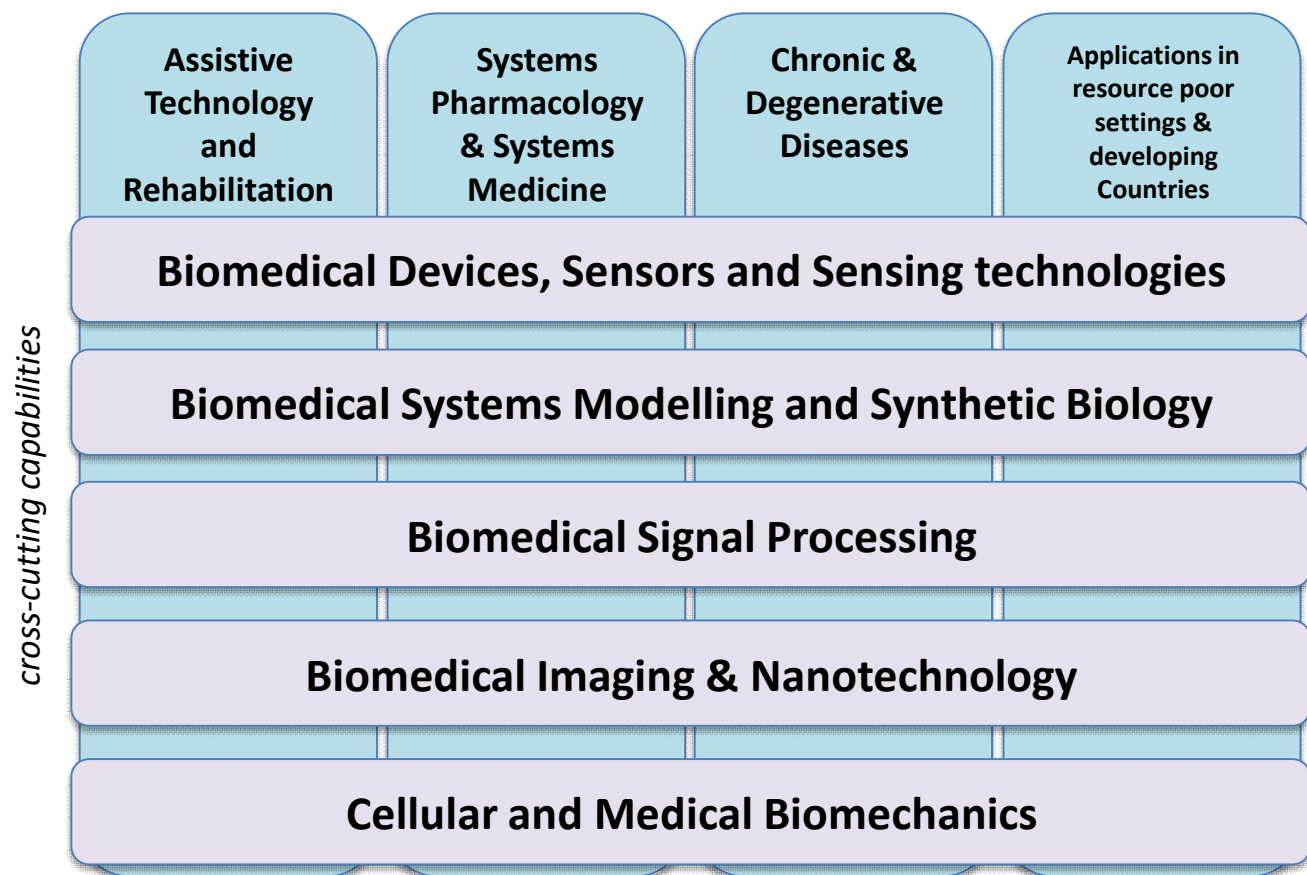 Assistive
Technology
and
Rehabilitation
Systems
Pharmacology
& Systems
Medicine
Chronic &
Degenerative
Diseases
Applications in
resource poor
settings &
developing
Countries
cross-cutting capabilities
Biomedical Devices, Sensors and Sensing technologies
Biomedical Systems Modelling and Synthetic Biology
Biomedical Signal Processing
Biomedical Imaging & Nanotechnology
Cellular and Medical Biomechanics